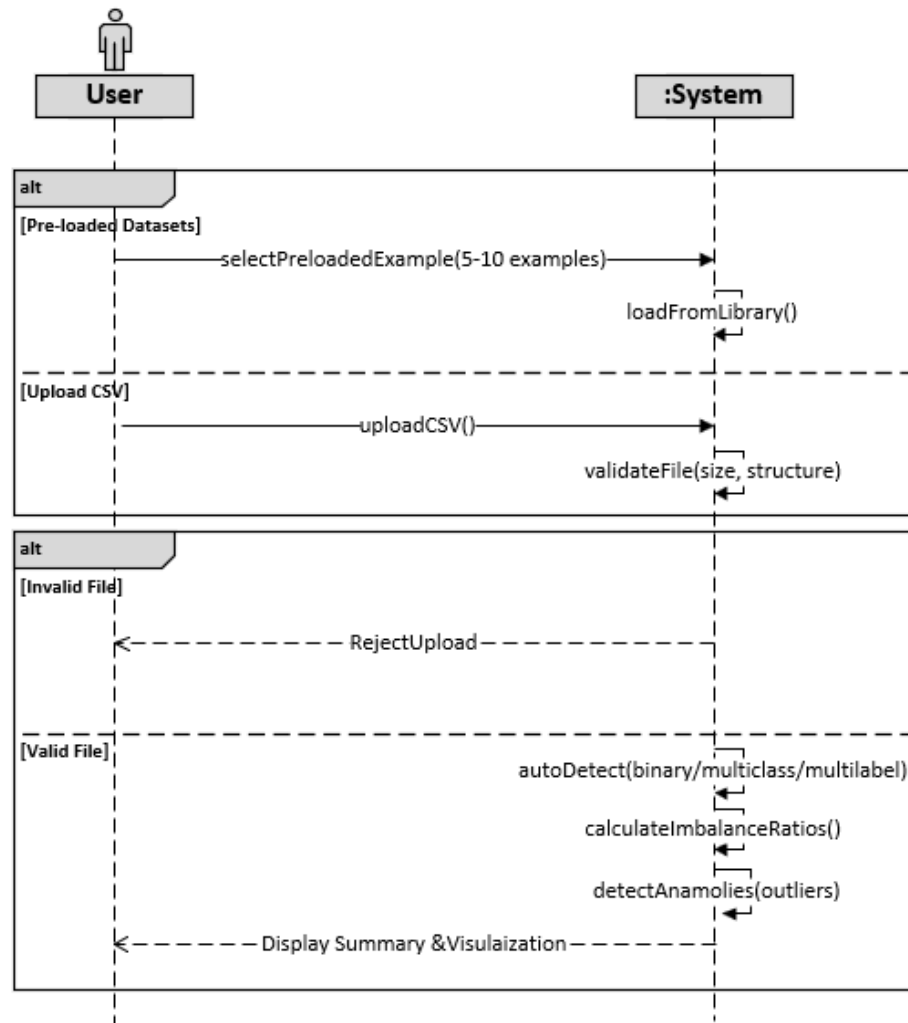 User
:System
alt
[Pre-loaded Datasets]
selectPreloadedExample(5-10 examples)
loadFromLibrary()
[Upload CSV]
uploadCSV()
validateFile(size, structure)
alt
[Invalid File]
RejectUpload
[Valid File]
autoDetect(binary/multiclass/multilabel)
calculateImbalanceRatios()
detectAnamolies(outliers)
Display Summary &Visulaization